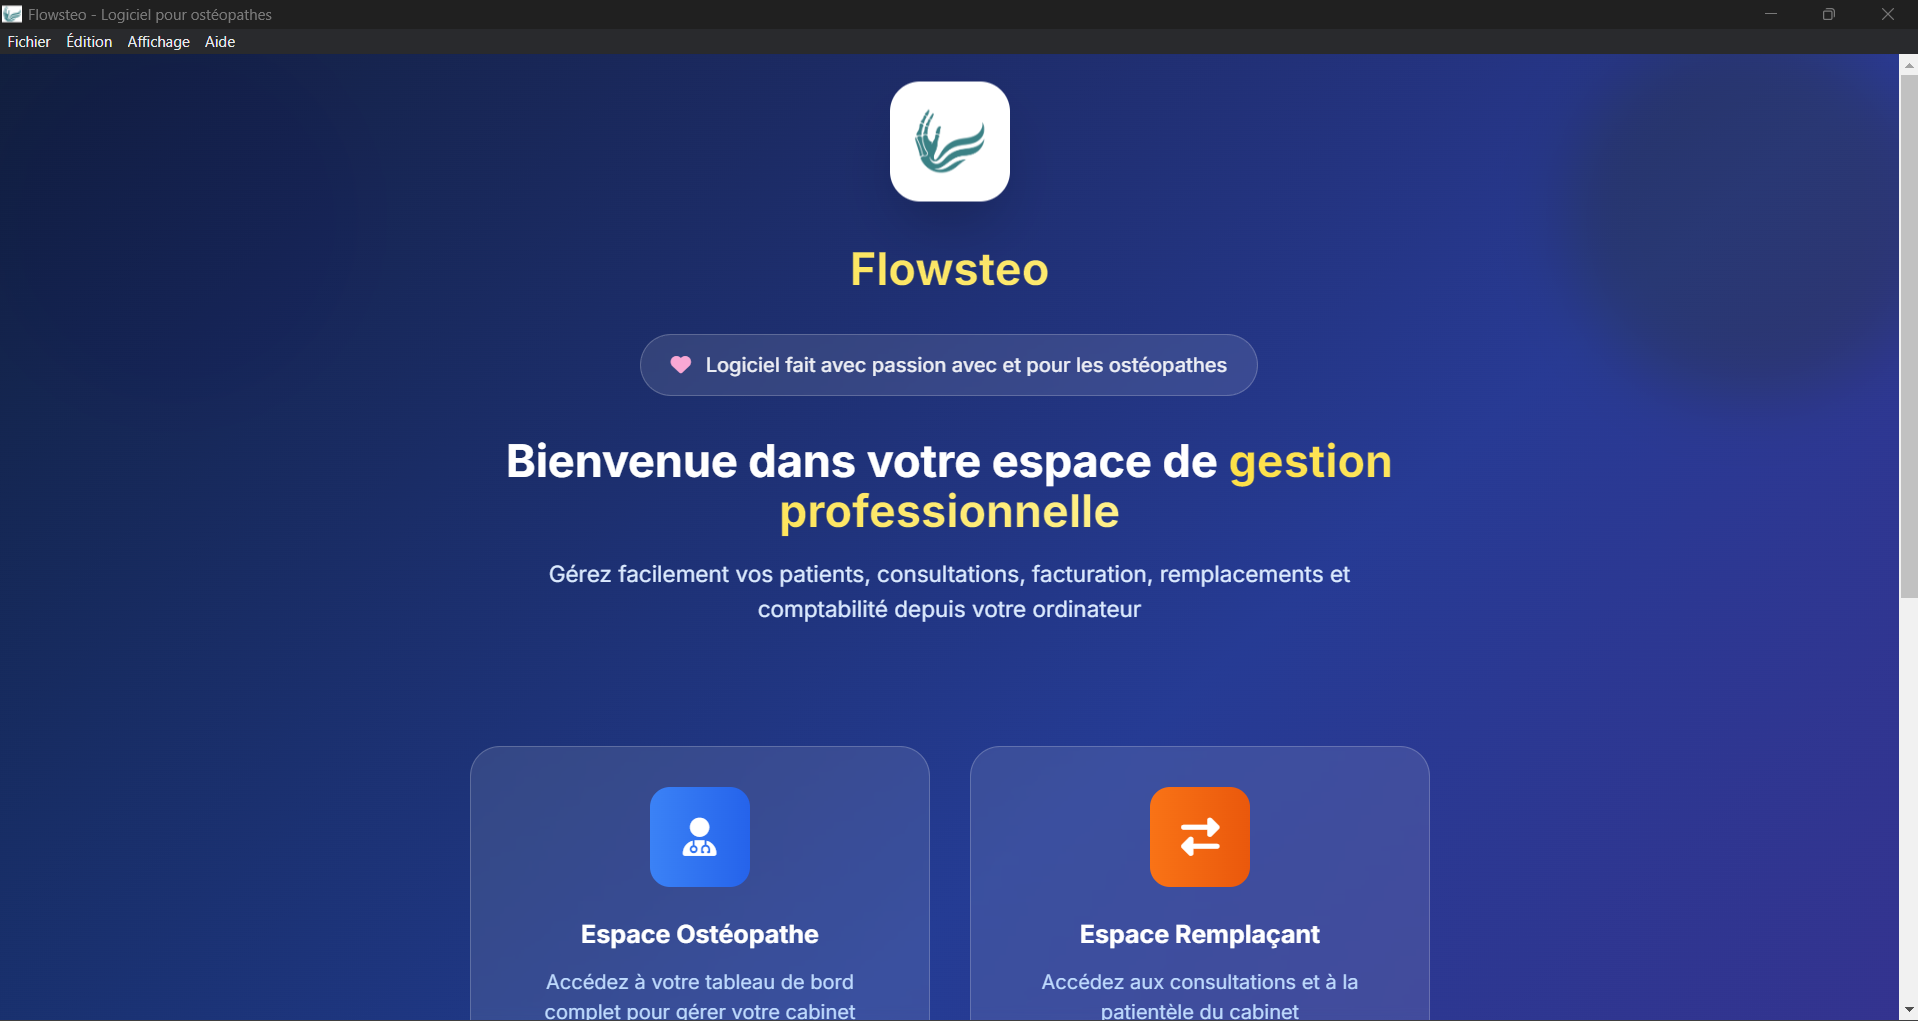 Flowsteo - Logiciel pour ostéopathes
Fichier Édition Affichage Aide
Flowsteo
Logiciel fait avec passion avec et pour les ostéopathes
Bienvenue dans votre espace de gestion
professionnelle
Gérez facilement vos patients, consultations, facturation, remplacements et
comptabilité depuis votre ordinateur
Espace Ostéopathe
Accédez à votre tableau de bord
complet pour gérer votre cabinet
Espace Remplaçant
Accédez aux consultations et à la
patientèle du cabinet